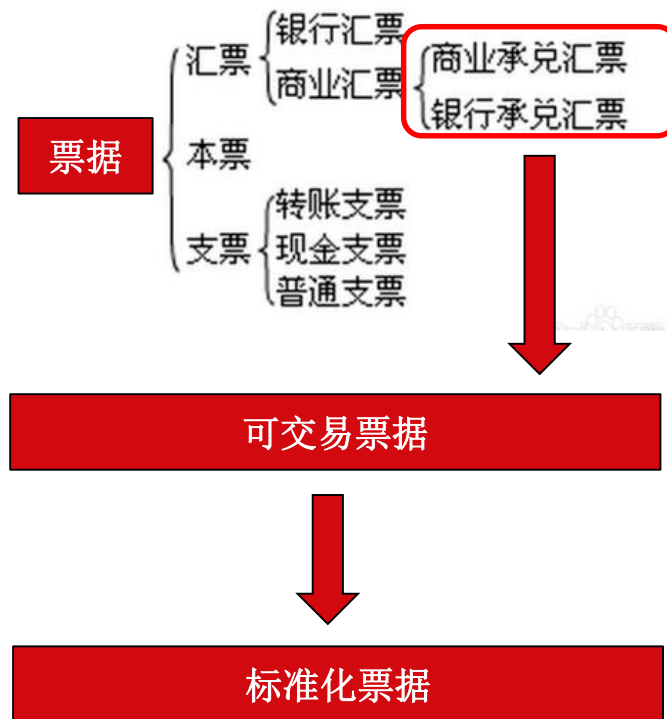 票据
汇票
银行汇票
商业汇票
商业承兑汇票
银行承兑汇票
本票
支票
转账支票
现金支票
普通支票
可交易票据
标准化票据